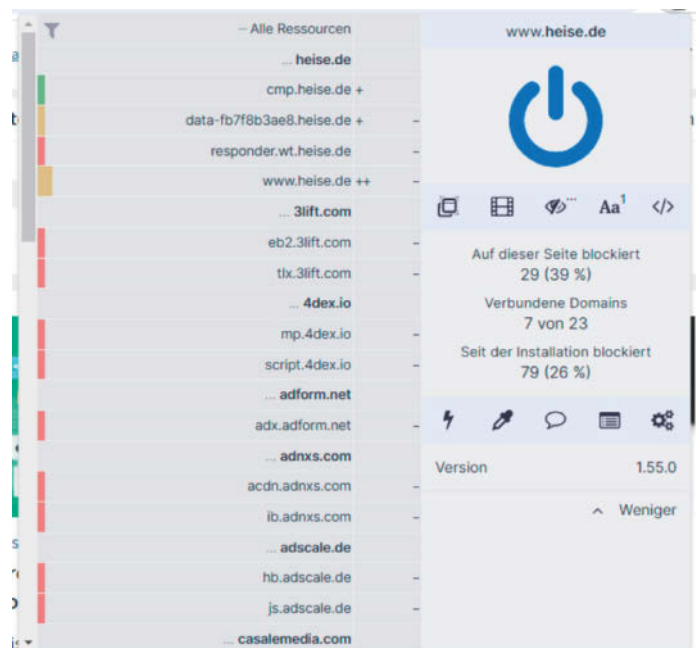 – Alle Ressourcen
... heise.de
cmp.heise.de +
data-fb7f8b3ae8.heise.de + –
responder.wt.heise.de –
www.heise.de ++ –
... 3lift.com
eb2.3lift.com –
tlx.3lift.com –
... 4dex.io
mp.4dex.io –
script.4dex.io –
... adform.net
adx.adform.net –
... adnxs.com
acdn.adnxs.com –
ib.adnxs.com –
... adscale.de
hb.adscale.de –
js.adscale.de –
... casalemedia.com
www.heise.de
Aa1 </>
Auf dieser Seite blockiert
29 (39 %)
Verbundene Domains
7 von 23
Seit der Installation blockiert
79 (26 %)
Version 1.55.0
Weniger